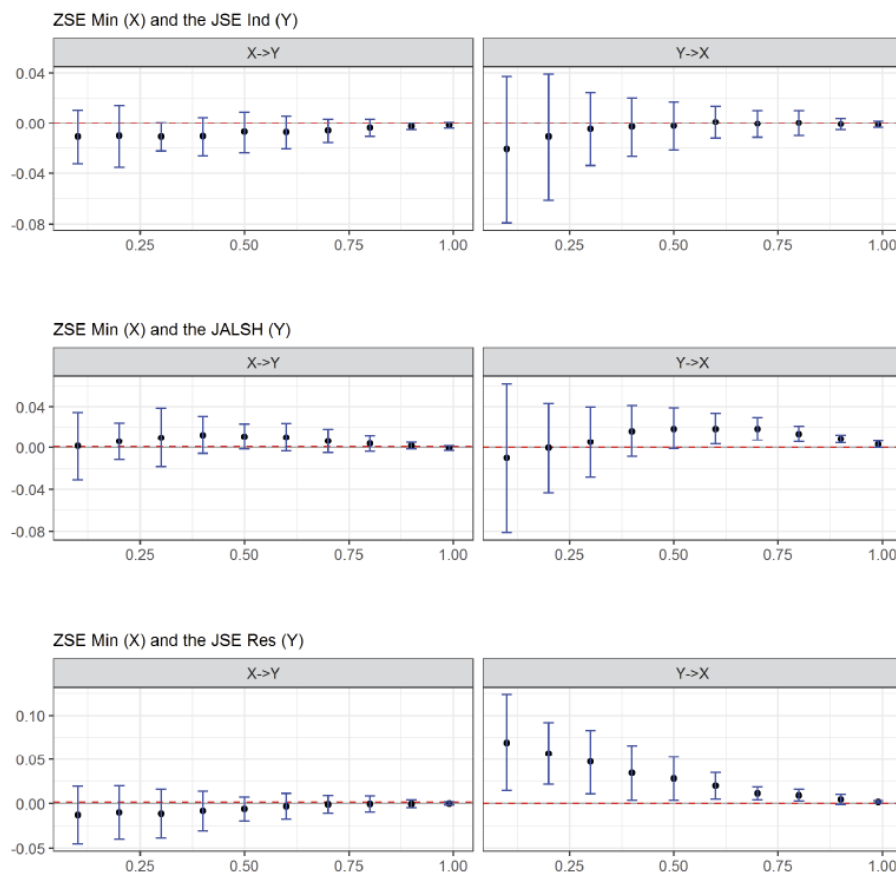 ZSE Min (X) and the JSE Ind (Y)
X->Y Y->X
0.04
0.00
-0.04
-0.08
0.25 0.50 0.75 1.00 0.25 0.50 0.75 1.00
ZSE Min (X) and the JALSH (Y)
X->Y Y->X
0.04
0.00
-0.04
-0.08
0.25 0.50 0.75 1.00 0.25 0.50 0.75 1.00
ZSE Min (X) and the JSE Res (Y)
X->Y Y->X
0.10
0.05
0.00
-0.05
0.25 0.50 0.75 1.00 0.25 0.50 0.75 1.00